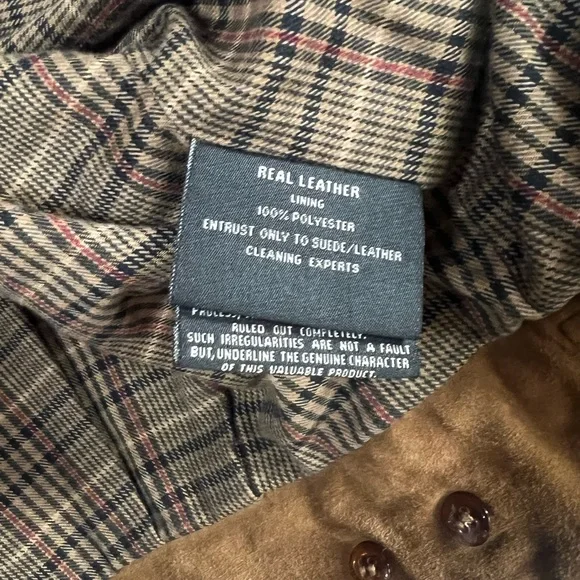 REAL LEATHER
LINING
100% POLYESTER
ENTRUST ONLY TO SUEDE/LEATHER
CLEANING EXPERTS
RULED OUT COMPLETELY.
SUCH IRREGULARITIES ARE NOT A FAULT
BUT, UNDERLINE THE GENUINE CHARACTER
OF THIS VALUABLE PRODUCT.